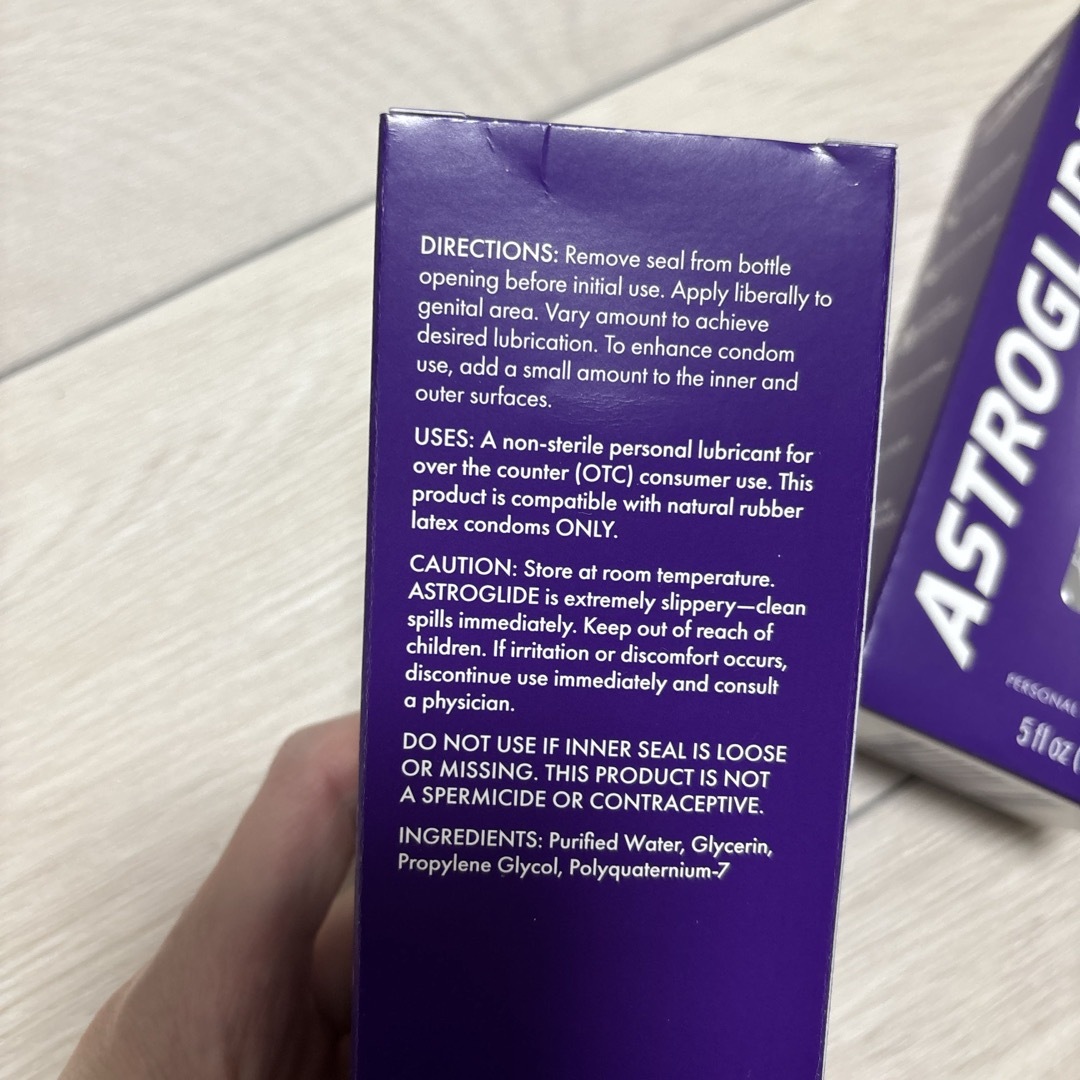 DIRECTIONS: Remove seal from bottle
opening before initial use. Apply liberally to
genital area. Vary amount to achieve
desired lubrication. To enhance condom
use, add a small amount to the inner and
outer surfaces.
USES: A non-sterile personal lubricant for
over the counter (OTC) consumer use. This
product is compatible with natural rubber
latex condoms ONLY.
CAUTION: Store at room temperature.
ASTROGLIDE is extremely slippery—clean
spills immediately. Keep out of reach of
children. If irritation or discomfort occurs,
discontinue use immediately and consult
a physician.
DO NOT USE IF INNER SEAL IS LOOSE
OR MISSING. THIS PRODUCT IS NOT
A SPERMICIDE OR CONTRACEPTIVE.
INGREDIENTS: Purified Water, Glycerin,
Propylene Glycol, Polyquaternium-7
ASTROGLID
PERSONAL
5 fl oz (